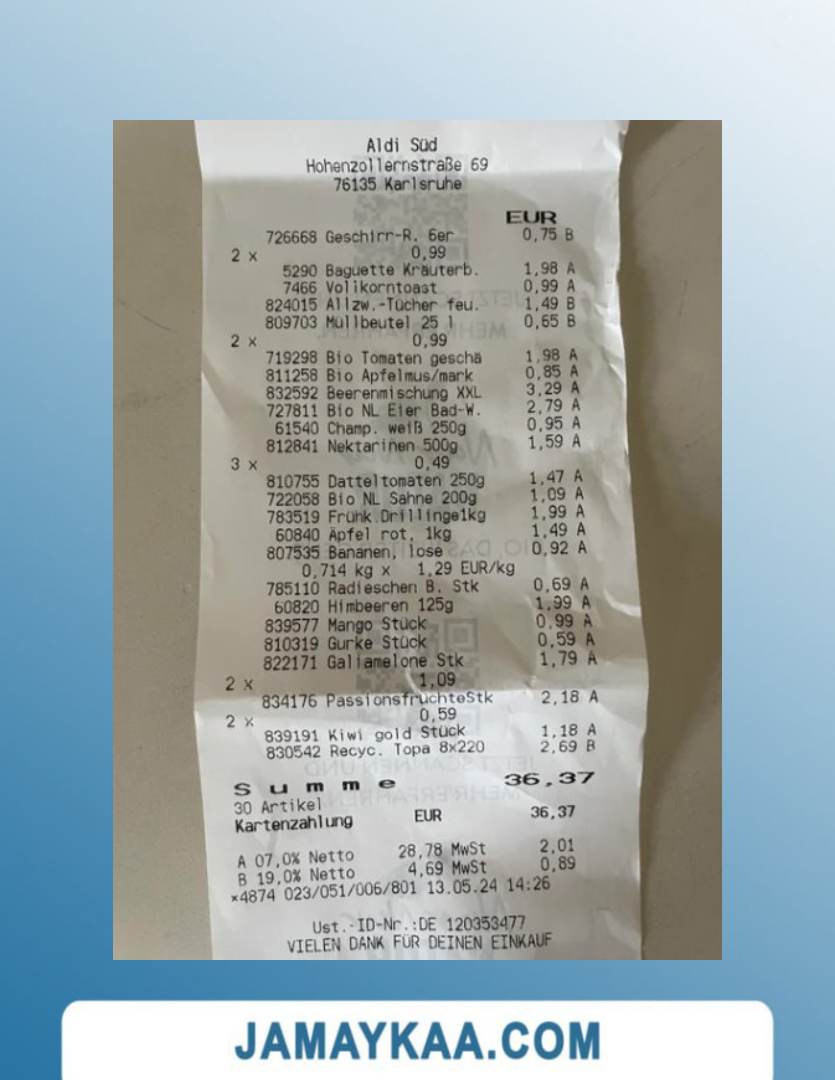 Aldi Süd
Hohenzollernstraße 69
76135 Karlsruhe
EUR
726668 Geschirr-R. 6er 0,75 B
2 x 0,99
5290 Baguette Kräuterb. 1,98 A
7466 Vollkorntoast 0,99 A
824015 Allzw.-Tücher feu. 1,49 B
809703 Müllbeutel 25 l 0,65 B
2 x 0,99
719298 Bio Tomaten geschä 1,98 A
811258 Bio Apfelmus/mark 0,85 A
832592 Beerenmischung XXL 3,29 A
727811 Bio NL Eier Bad-W. 2,79 A
61540 Champ. weiß 250g 0,95 A
812841 Nektarinen 500g 1,59 A
3 x 0,49
810755 Datteltomaten 250g 1,47 A
722058 Bio NL Sahne 200g 1,09 A
783519 Frühk.Drillinge1kg 1,99 A
60840 Äpfel rot, 1kg 1,49 A
807535 Bananen, lose 0,92 A
0,714 kg x 1,29 EUR/kg
785110 Radieschen B. Stk 0,69 A
60820 Himbeeren 125g 1,99 A
839577 Mango Stück 0,99 A
810319 Gurke Stück 0,59 A
822171 Galiamelone Stk 1,79 A
2 x 1,09
834176 PassionsfruchteStk 2,18 A
2 x 0,59
839191 Kiwi gold Stück 1,18 A
830542 Recyc. Topa 8x220 2,69 B
Summe 36,37
30 Artikel
Kartenzahlung EUR 36,37
A 07,0% Netto 28,78 MwSt 2,01
B 19,0% Netto 4,69 MwSt 0,89
*4874 023/051/006/801 13.05.24 14:26
Ust.-ID-Nr.:DE 120353477
VIELEN DANK FÜR DEINEN EINKAUF
JAMAYKAA.COM